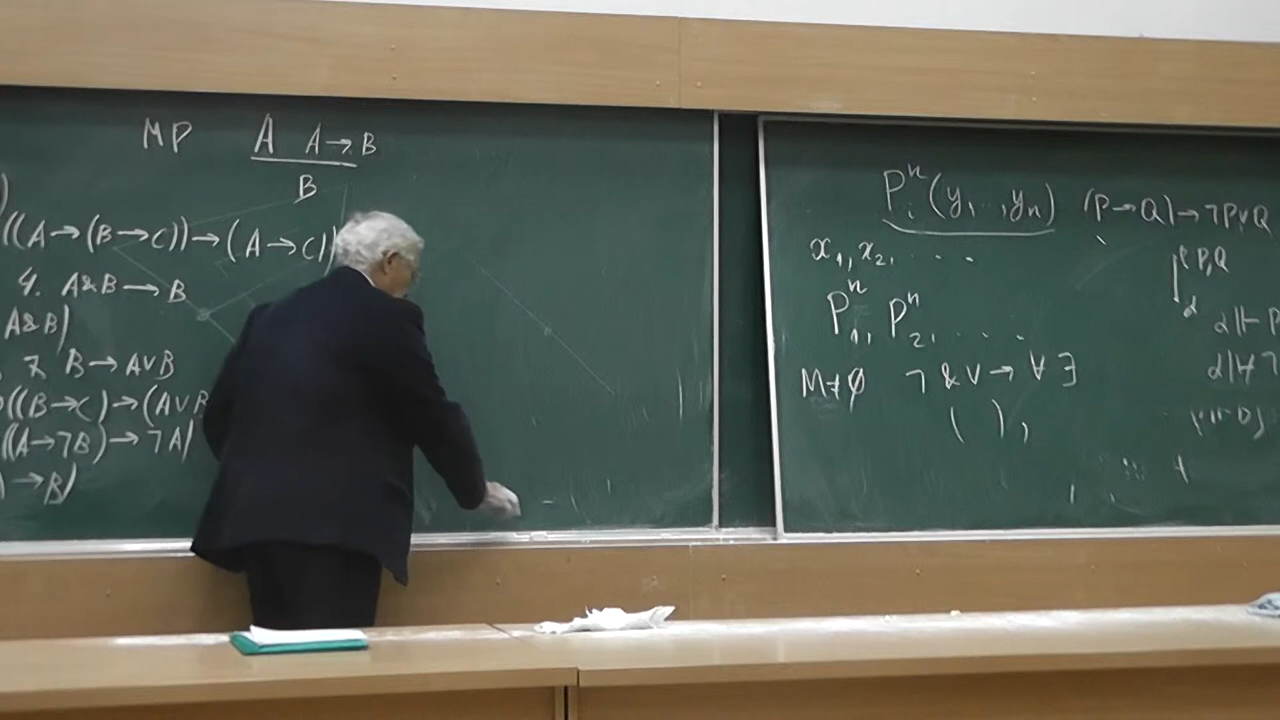 MP A A→B
B
)
((A→(B→C))→(A→C))
4. A&B→B
A&B)
7. B→A∨B
((B→C)→(A∨B
((A→¬B)→¬A)
→B)
Pⁿᵢ(y₁...,yₙ) (P→Q)→¬P∨Q
x₁, x₂, ...
β P,Q
Pⁿ₁, Pⁿ₂, ...
α
α⊩P
M≠∅ ¬ & ∨ → ∀ ∃
α⊮¬
( ) ,